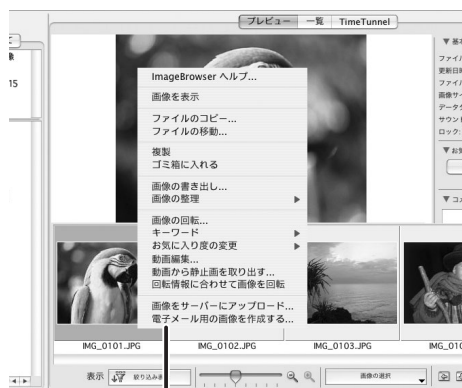 プレビュー 一覧 TimeTunnel
15
ImageBrowser ヘルプ...
画像を表示
ファイルのコピー...
ファイルの移動...
複製
ゴミ箱に入れる
画像の書き出し...
画像の整理
画像の回転...
キーワード
お気に入り度の変更
動画編集...
動画から静止画を取り出す...
回転情報に合わせて画像を回転
画像をサーバーにアップロード...
電子メール用の画像を作成する...
▼ 基
ファイル
更新日時
ファイル
画像サー
データ
サウンド
ロック:
▼ お気
▼ コメ
IMG_0101.JPG IMG_0102.JPG IMG_0103.JPG IMG_010
表示 絞り込み 画像の選択